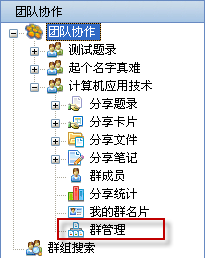 团队协作
团队协作
测试题录
起个名字真难
计算机应用技术
分享题录
分享卡片
分享文件
分享笔记
群成员
分享统计
我的群名片
群管理
群组搜索